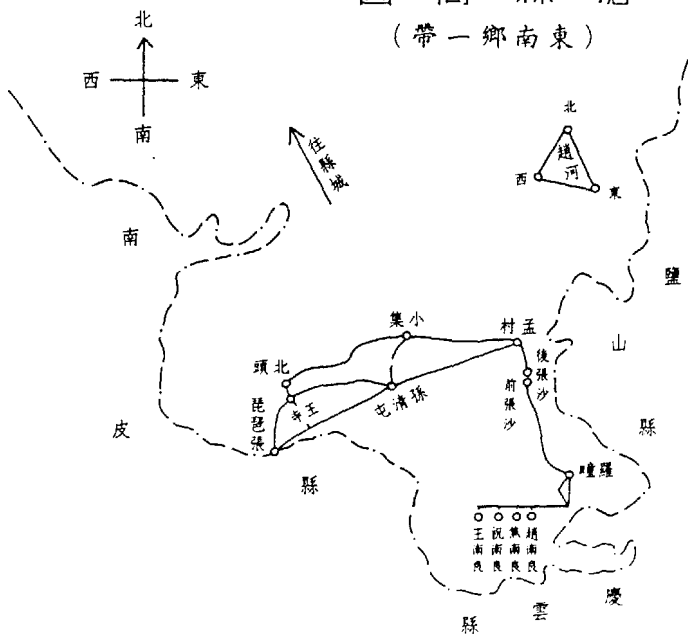 (東南鄉一帶)
北
西
東
南
往縣城
北
趙河
西
東
南皮縣
鹽山縣
小集
孟村
後張沙
前張沙
北頭
王寺
琵琶張
孫清屯
羅疃
趙南良
焦南良
祝南良
王南良
慶雲縣